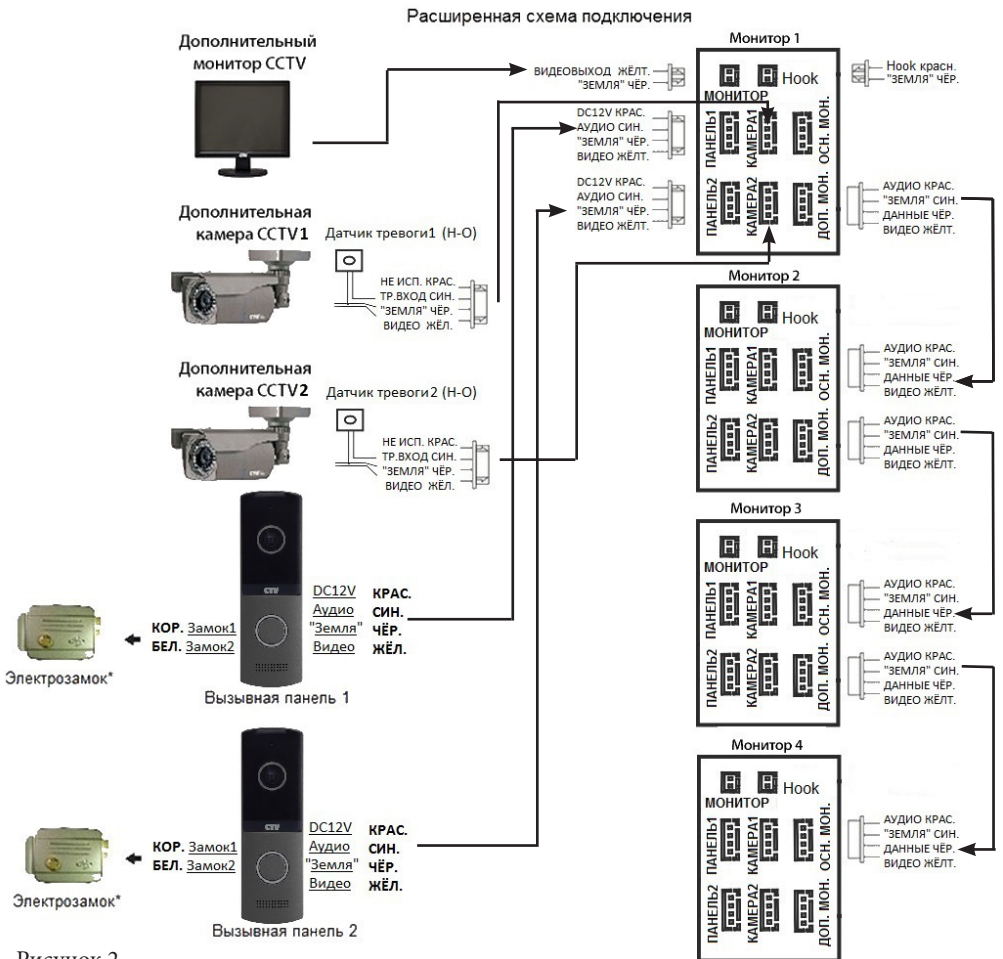 Расширенная схема подключения
Дополнительный
монитор CCTV
ВИДЕОВЫХОД ЖЁЛТ.
"ЗЕМЛЯ" ЧЁР.
Монитор 1
Hook
МОНИТОР
ПАНЕЛЬ1
КАМЕРА1
ОСН. МОН.
ПАНЕЛЬ2
КАМЕРА2
ДОП. МОН.
Hook красн.
"ЗЕМЛЯ" ЧЁР.
DC12V КРАС.
АУДИО СИН.
"ЗЕМЛЯ" ЧЁР.
ВИДЕО ЖЁЛТ.
DC12V КРАС.
АУДИО СИН.
"ЗЕМЛЯ" ЧЁР.
ВИДЕО ЖЁЛТ.
АУДИО КРАС.
"ЗЕМЛЯ" СИН.
ДАННЫЕ ЧЁР.
ВИДЕО ЖЁЛТ.
Дополнительная
камера CCTV1
Датчик тревоги1 (Н-О)
НЕ ИСП. КРАС.
ТР.ВХОД СИН.
"ЗЕМЛЯ" ЧЁР.
ВИДЕО ЖЁЛ.
Монитор 2
Hook
МОНИТОР
ПАНЕЛЬ1
КАМЕРА1
ОСН. МОН.
ПАНЕЛЬ2
КАМЕРА2
ДОП. МОН.
АУДИО КРАС.
"ЗЕМЛЯ" СИН.
ДАННЫЕ ЧЁР.
ВИДЕО ЖЁЛТ.
АУДИО КРАС.
"ЗЕМЛЯ" СИН.
ДАННЫЕ ЧЁР.
ВИДЕО ЖЁЛТ.
Дополнительная
камера CCTV2
Датчик тревоги2 (Н-О)
НЕ ИСП. КРАС.
ТР.ВХОД СИН.
"ЗЕМЛЯ" ЧЁР.
ВИДЕО ЖЁЛ.
Монитор 3
Hook
МОНИТОР
ПАНЕЛЬ1
КАМЕРА1
ОСН. МОН.
ПАНЕЛЬ2
КАМЕРА2
ДОП. МОН.
АУДИО КРАС.
"ЗЕМЛЯ" СИН.
ДАННЫЕ ЧЁР.
ВИДЕО ЖЁЛТ.
АУДИО КРАС.
"ЗЕМЛЯ" СИН.
ДАННЫЕ ЧЁР.
ВИДЕО ЖЁЛТ.
CTV
DC12V КРАС.
Аудио СИН.
"Земля" ЧЁР.
Видео ЖЁЛ.
КОР. Замок1
БЕЛ. Замок2
Электрозамок*
Вызывная панель 1
Монитор 4
Hook
МОНИТОР
ПАНЕЛЬ1
КАМЕРА1
ОСН. МОН.
ПАНЕЛЬ2
КАМЕРА2
ДОП. МОН.
АУДИО КРАС.
"ЗЕМЛЯ" СИН.
ДАННЫЕ ЧЁР.
ВИДЕО ЖЁЛТ.
CTV
DC12V КРАС.
Аудио СИН.
"Земля" ЧЁР.
Видео ЖЁЛ.
КОР. Замок1
БЕЛ. Замок2
Электрозамок*
Вызывная панель 2
Рисунок 2